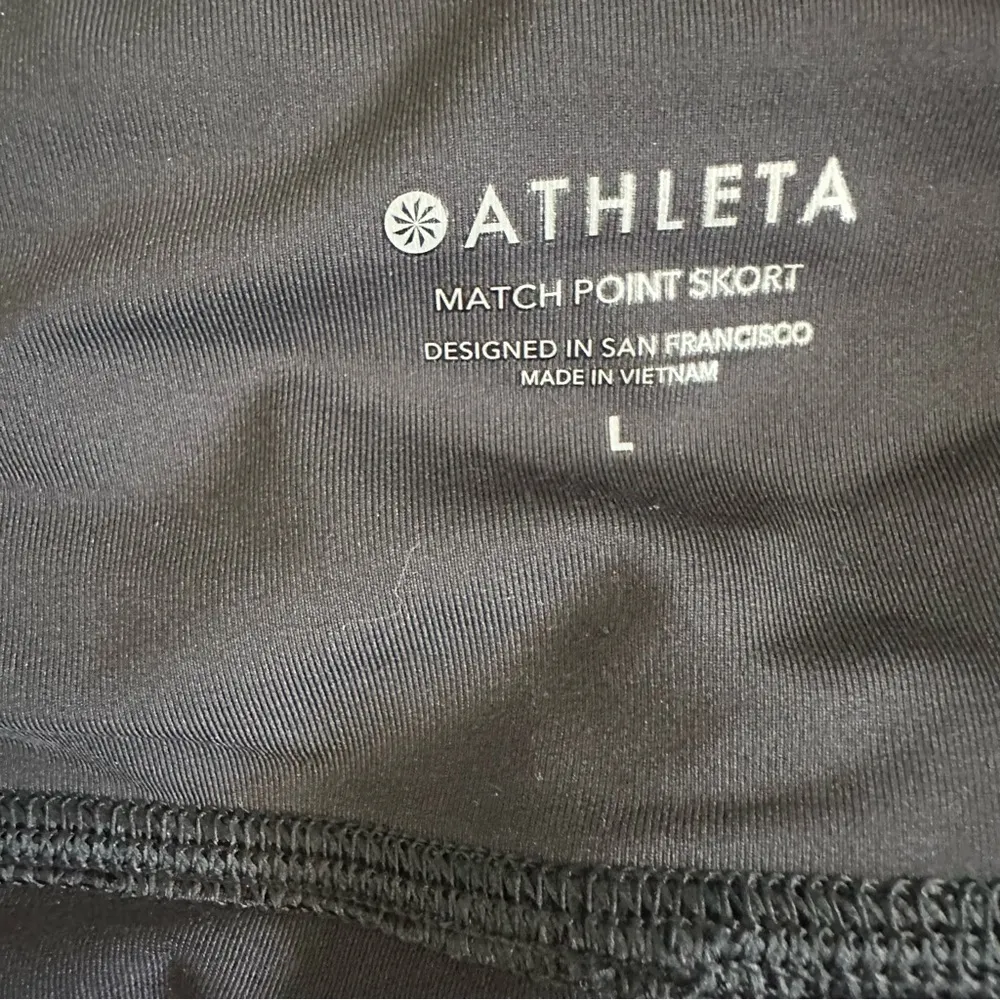 ATHLETA
MATCH POINT SKORT
DESIGNED IN SAN FRANCISCO
MADE IN VIETNAM
L